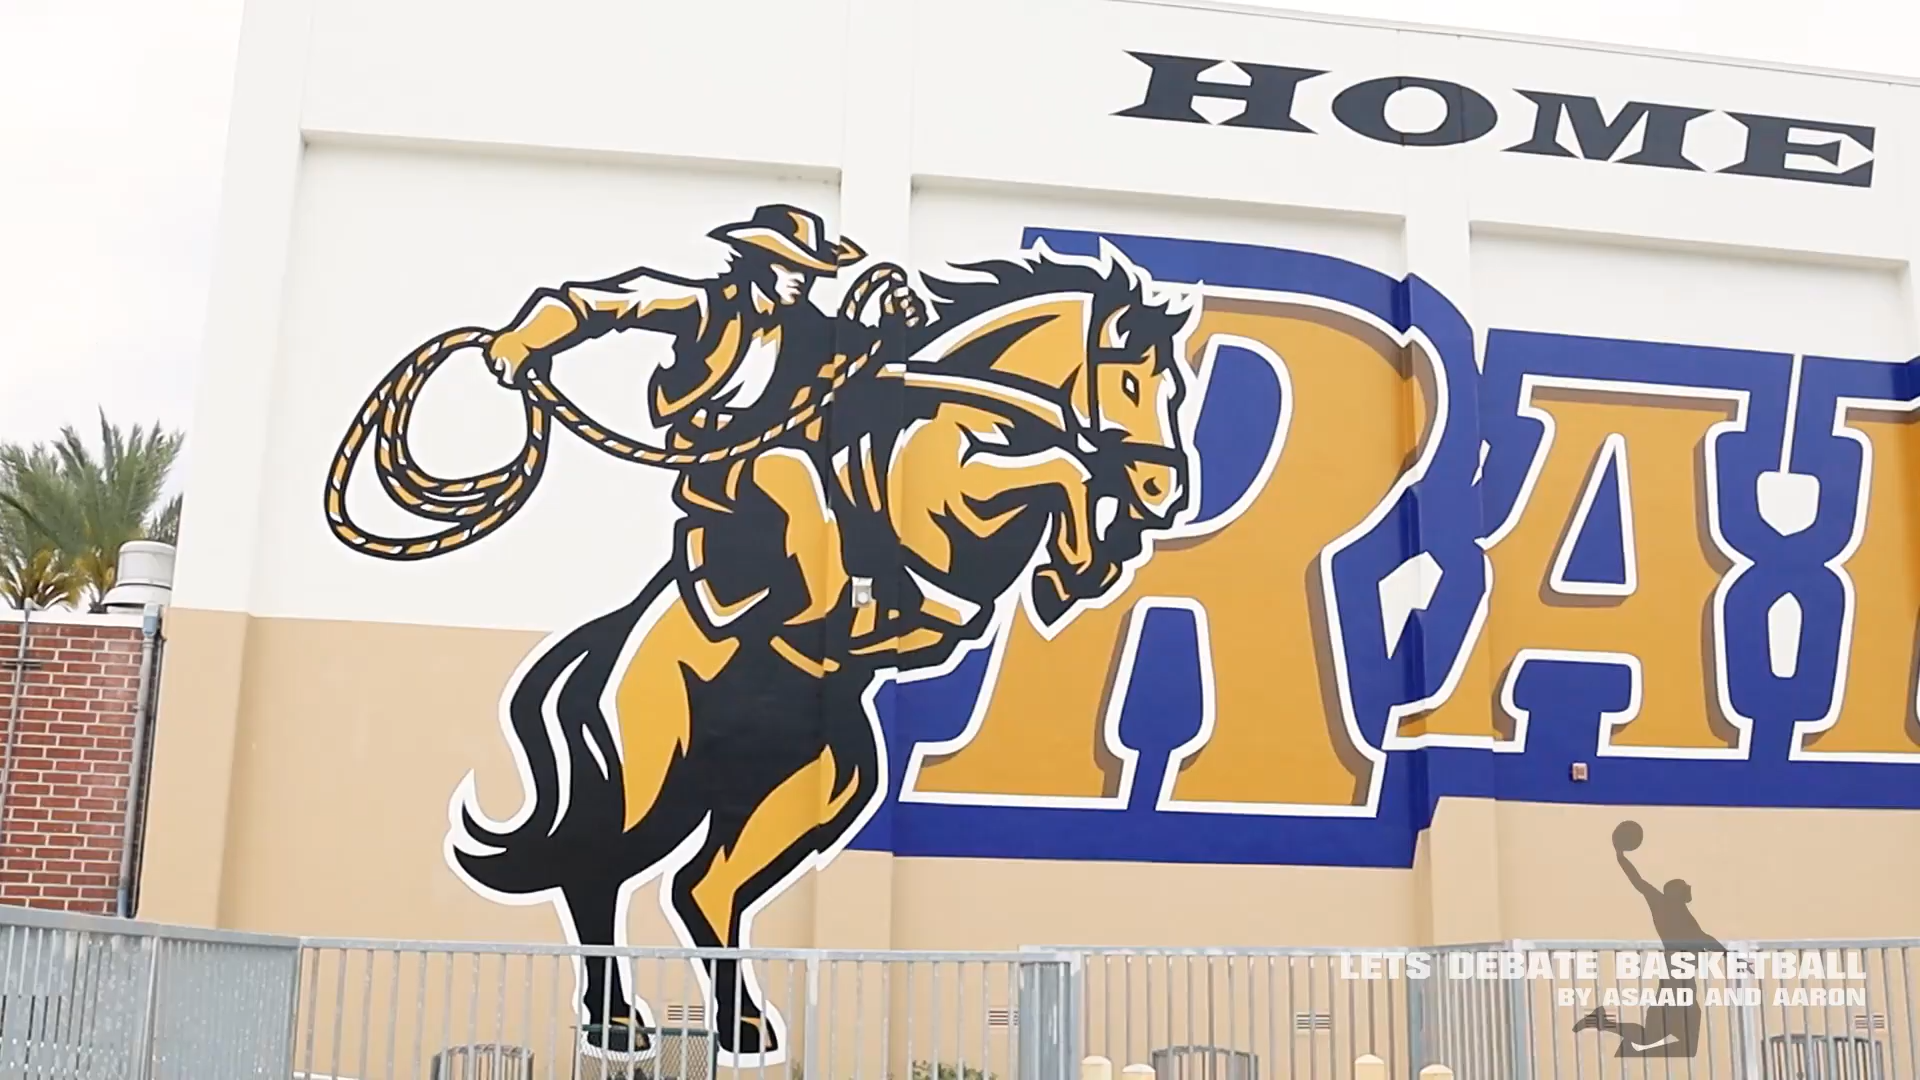 HOME
RA
LETS DEBATE BASKETBALL
BY ASAAD AND AARON